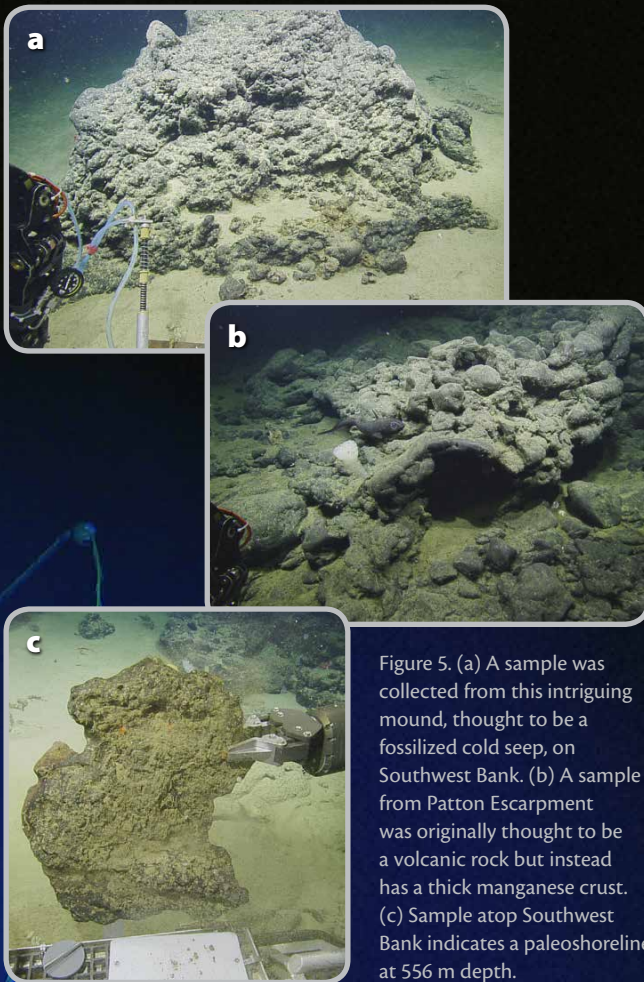 a
b
c
Figure 5. (a) A sample was
collected from this intriguing
mound, thought to be a
fossilized cold seep, on
Southwest Bank. (b) A sample
from Patton Escarpment
was originally thought to be
a volcanic rock but instead
has a thick manganese crust.
(c) Sample atop Southwest
Bank indicates a paleoshoreline
at 556 m depth.